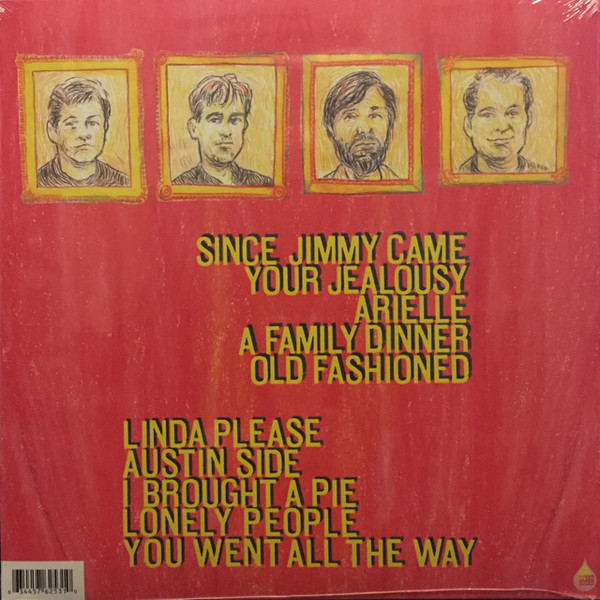 SINCE JIMMY CAME
YOUR JEALOUSY
ARIELLE
A FAMILY DINNER
OLD FASHIONED
LINDA PLEASE
AUSTIN SIDE
I BROUGHT A PIE
LONELY PEOPLE
YOU WENT ALL THE WAY